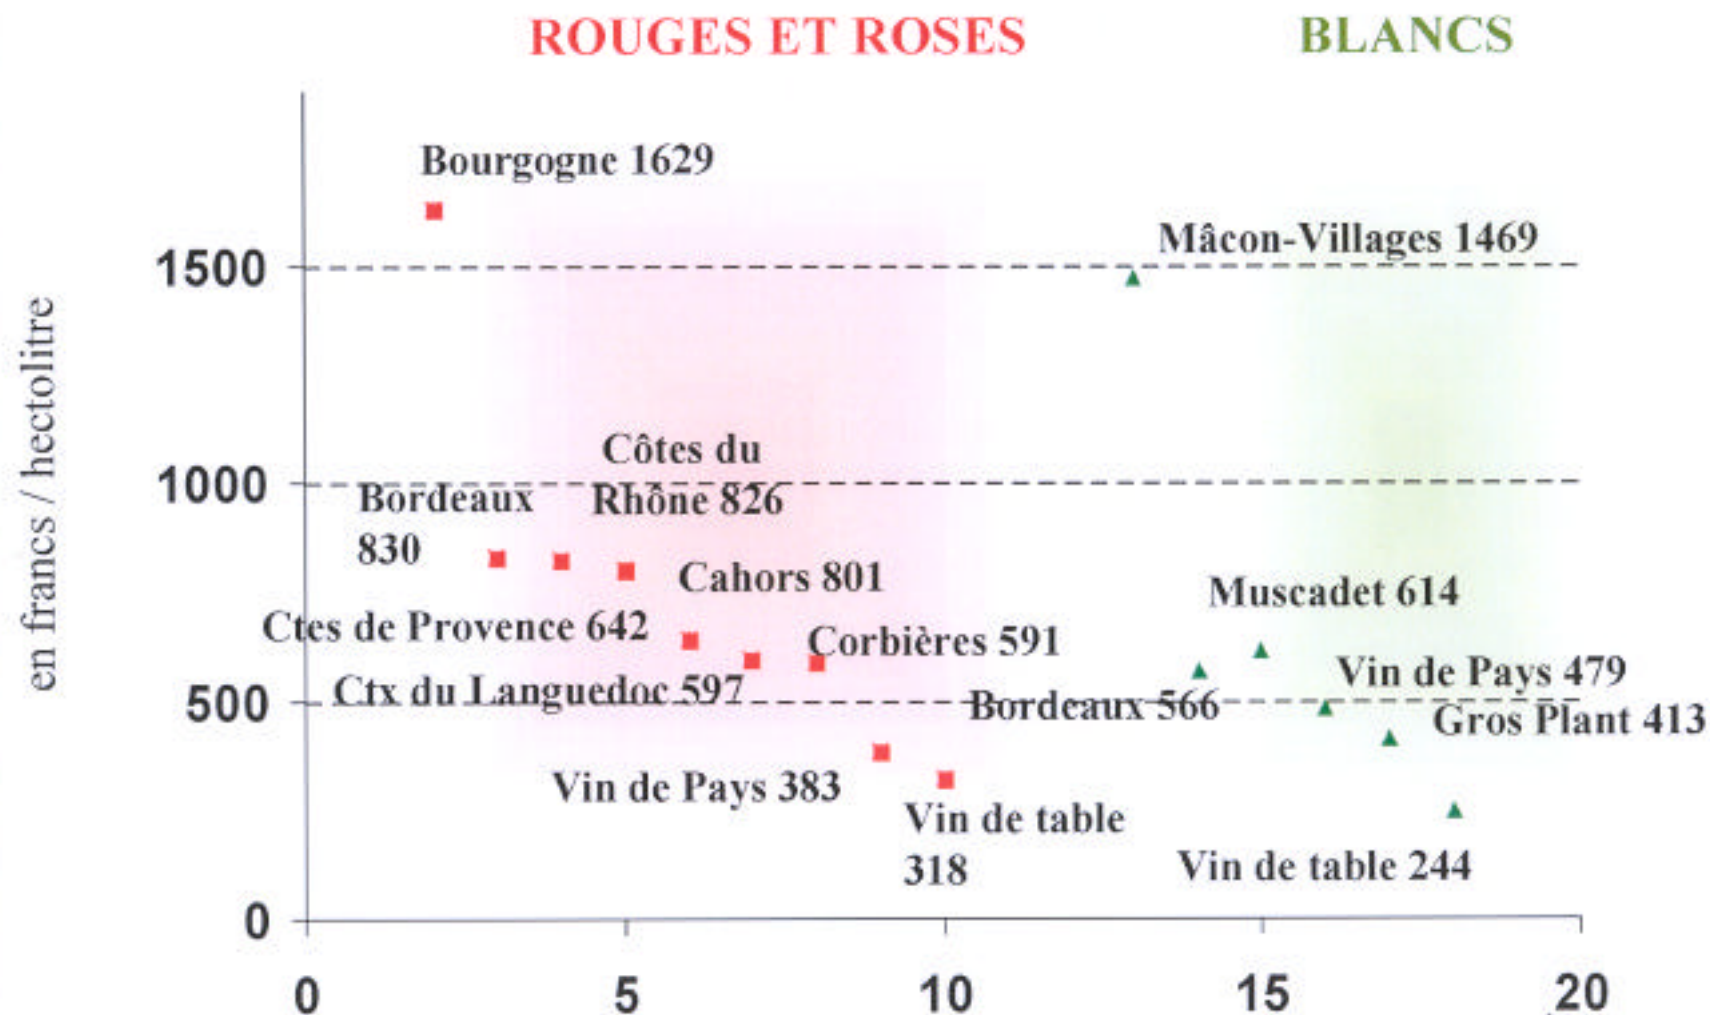 ROUGES ET ROSES
BLANCS
Bourgogne 1629
Mâcon-Villages 1469
1500
en francs / hectolitre
Côtes du
Rhône 826
1000
Bordeaux
830
Cahors 801
Muscadet 614
Ctes de Provence 642
Corbières 591
Vin de Pays 479
Ctx du Languedoc 597
500
Bordeaux 566
Gros Plant 413
Vin de Pays 383
Vin de table
318
Vin de table 244
0
0 5 10 15 20